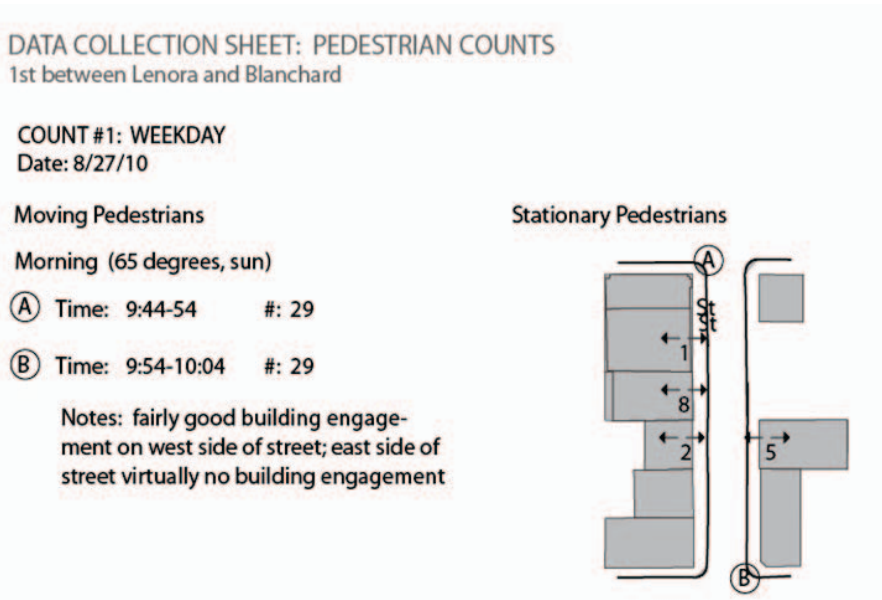 DATA COLLECTION SHEET: PEDESTRIAN COUNTS
1st between Lenora and Blanchard
COUNT #1: WEEKDAY
Date: 8/27/10
Moving Pedestrians
Morning (65 degrees, sun)
A Time: 9:44-54 #: 29
B Time: 9:54-10:04 #: 29
Notes: fairly good building engage-
ment on west side of street; east side of
street virtually no building engagement
Stationary Pedestrians
A
St
St
1
8
2
5
B